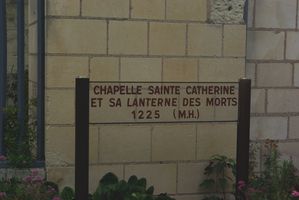 CHAPELLE SAINTE CATHERINE
ET SA LANTERNE DES MORTS
1225 (M.H.)